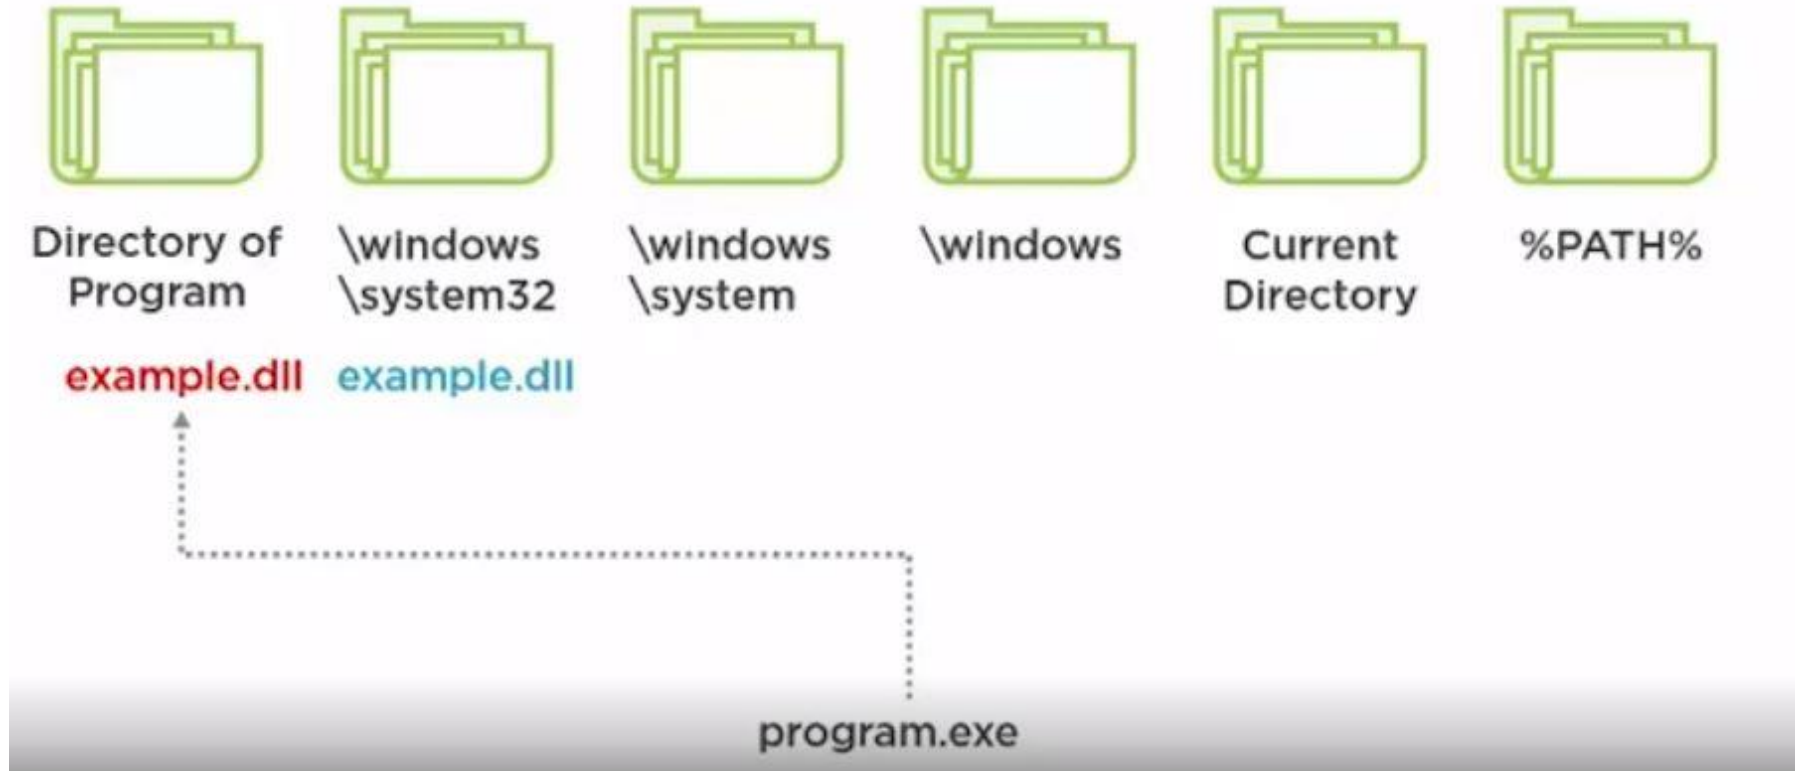 Directory of
Program
\windows
\system32
\windows
\system
\windows
Current
Directory
%PATH%
example.dll
example.dll
program.exe